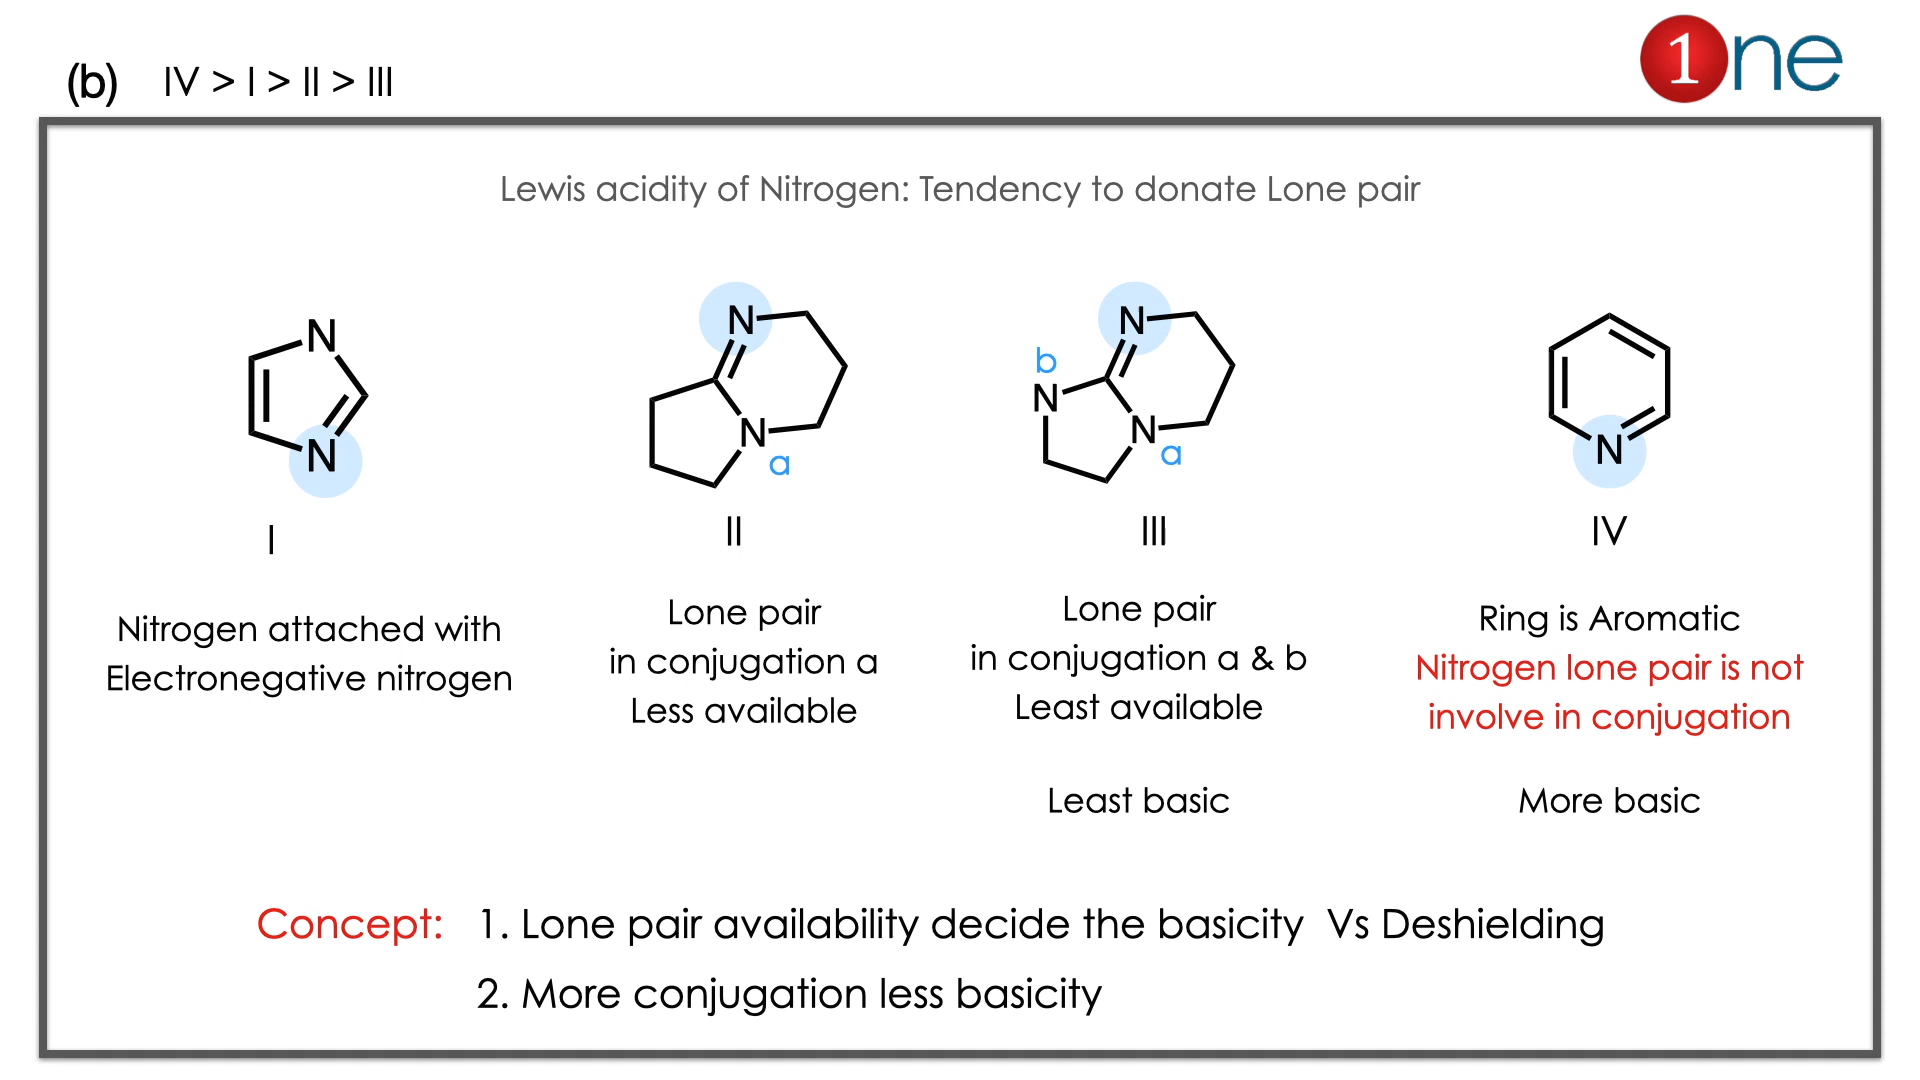 (b) IV > I > II > III
1ne
Lewis acidity of Nitrogen: Tendency to donate Lone pair
N
N
I
Nitrogen attached with
Electronegative nitrogen
N
N
a
II
Lone pair
in conjugation a
Less available
N
b
N
N
a
III
Lone pair
in conjugation a & b
Least available
Least basic
N
IV
Ring is Aromatic
Nitrogen lone pair is not
involve in conjugation
More basic
Concept: 1. Lone pair availability decide the basicity Vs Deshielding
2. More conjugation less basicity